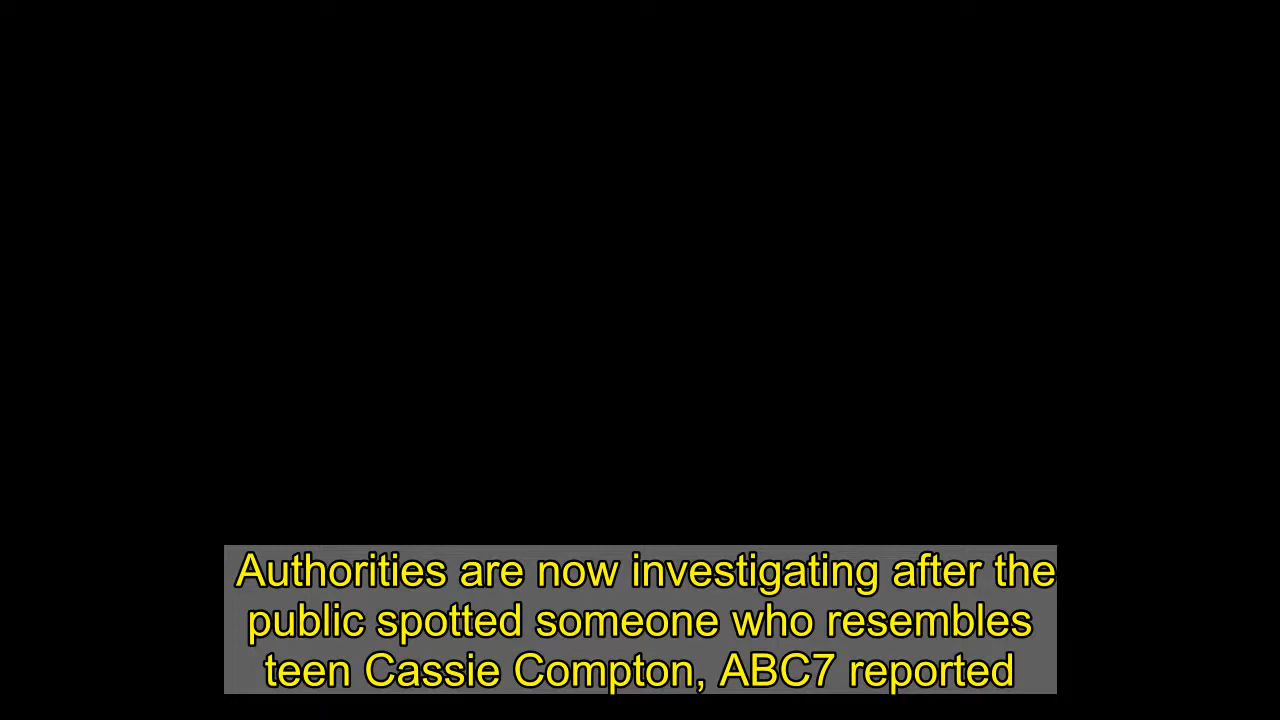 Authorities are now investigating after the
public spotted someone who resembles
teen Cassie Compton, ABC7 reported